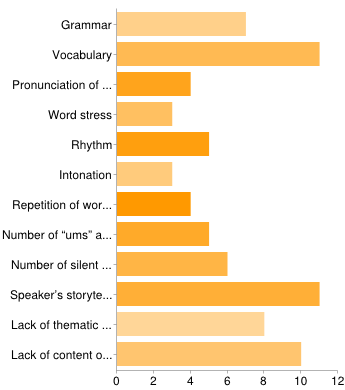 Grammar
Vocabulary
Pronunciation of ...
Word stress
Rhythm
Intonation
Repetition of wor...
Number of “ums” a...
Number of silent ...
Speaker’s storyte...
Lack of thematic ...
Lack of content o...
0 2 4 6 8 10 12